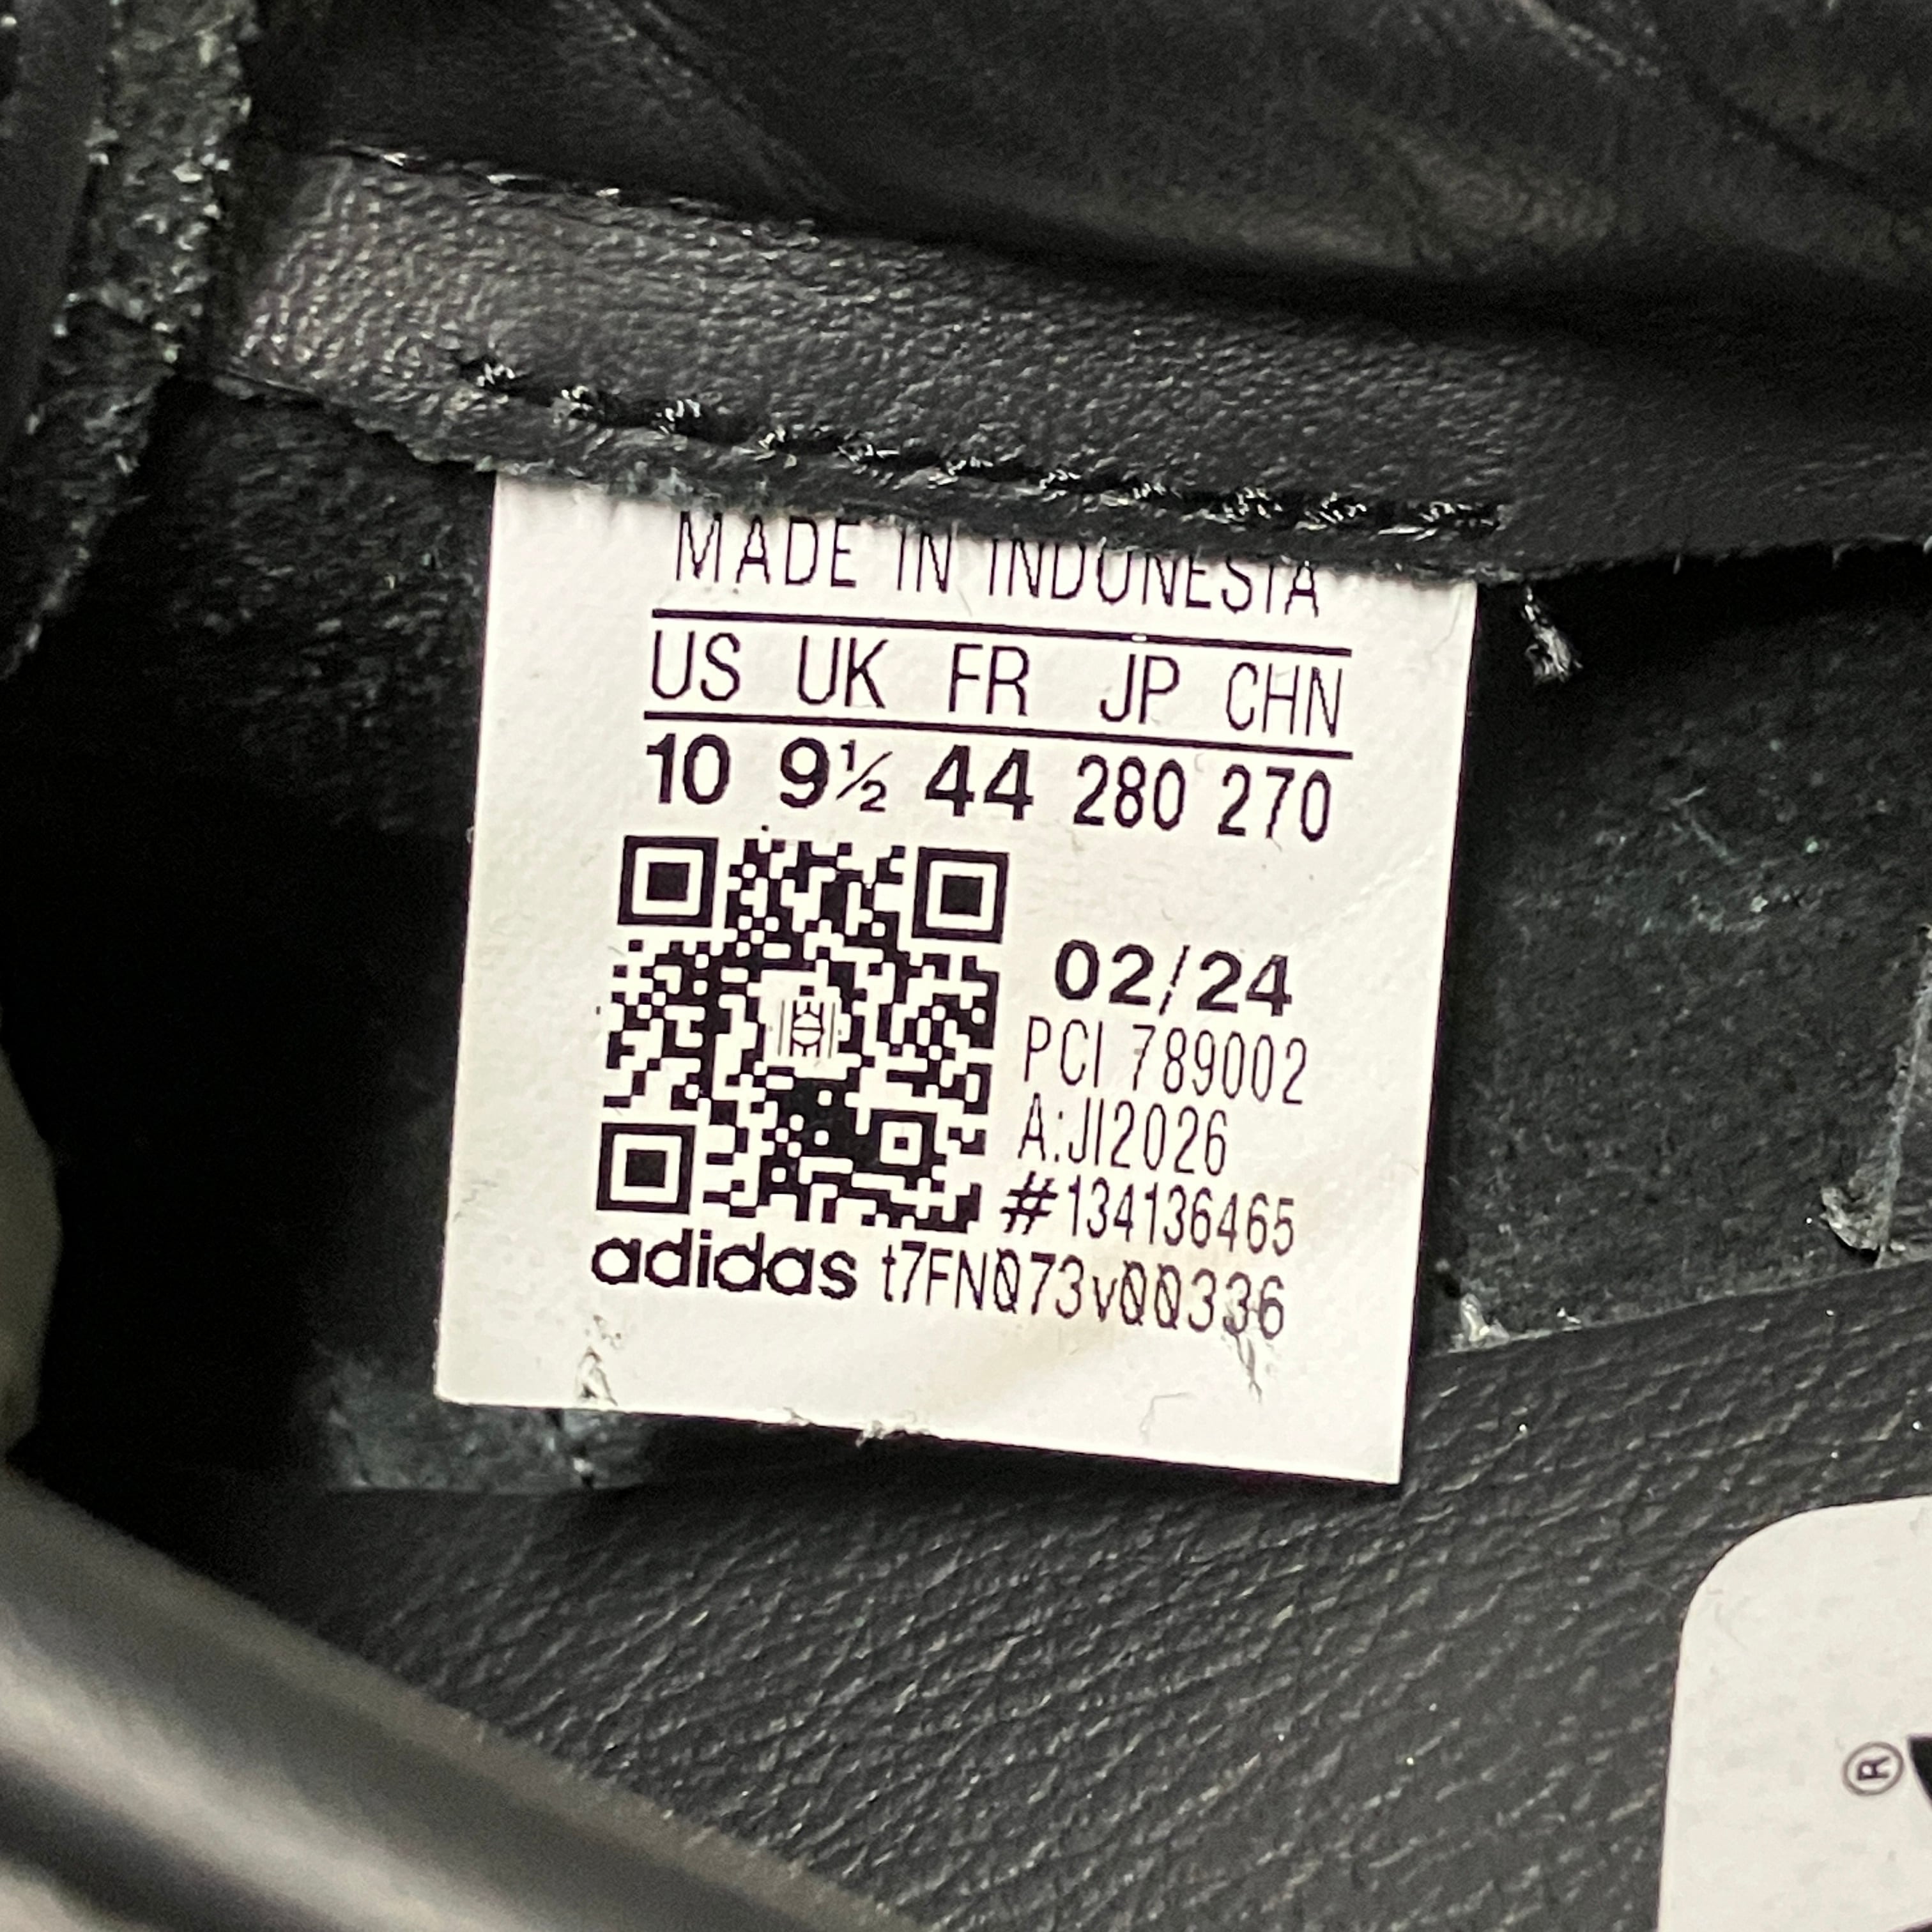 MADE IN INDONESIA
US UK FR JP CHN
10 9½ 44 280 270
02/24
PCI 789002
A:JI2026
#134136465
adidas t7FNQ73vQQ336
®